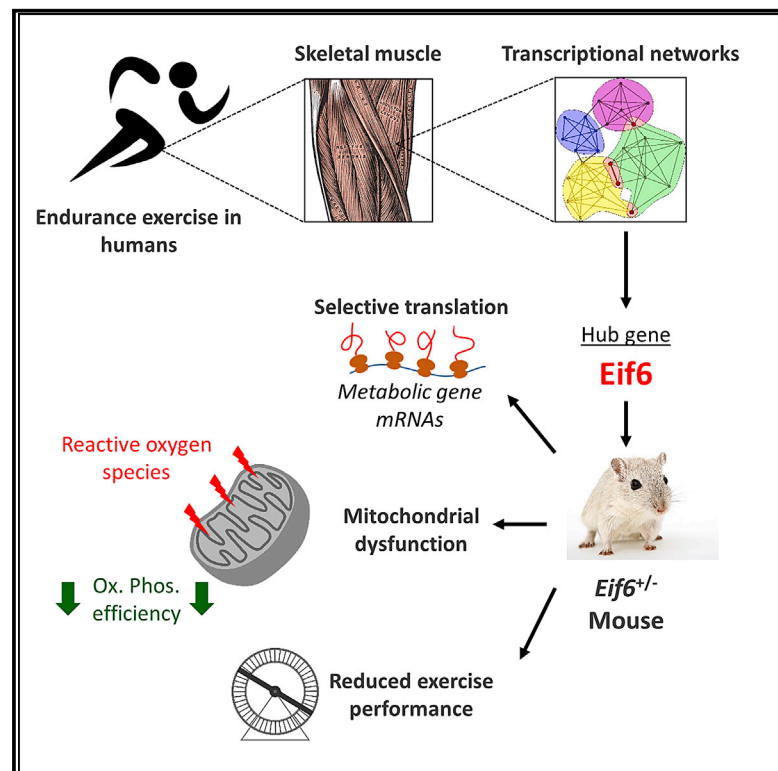 Skeletal muscle
Transcriptional networks
Endurance exercise in
humans
Selective translation
Metabolic gene
mRNAs
Hub gene
Eif6
Reactive oxygen
species
Mitochondrial
dysfunction
Ox. Phos.
efficiency
Eif6+/-
Mouse
Reduced exercise
performance